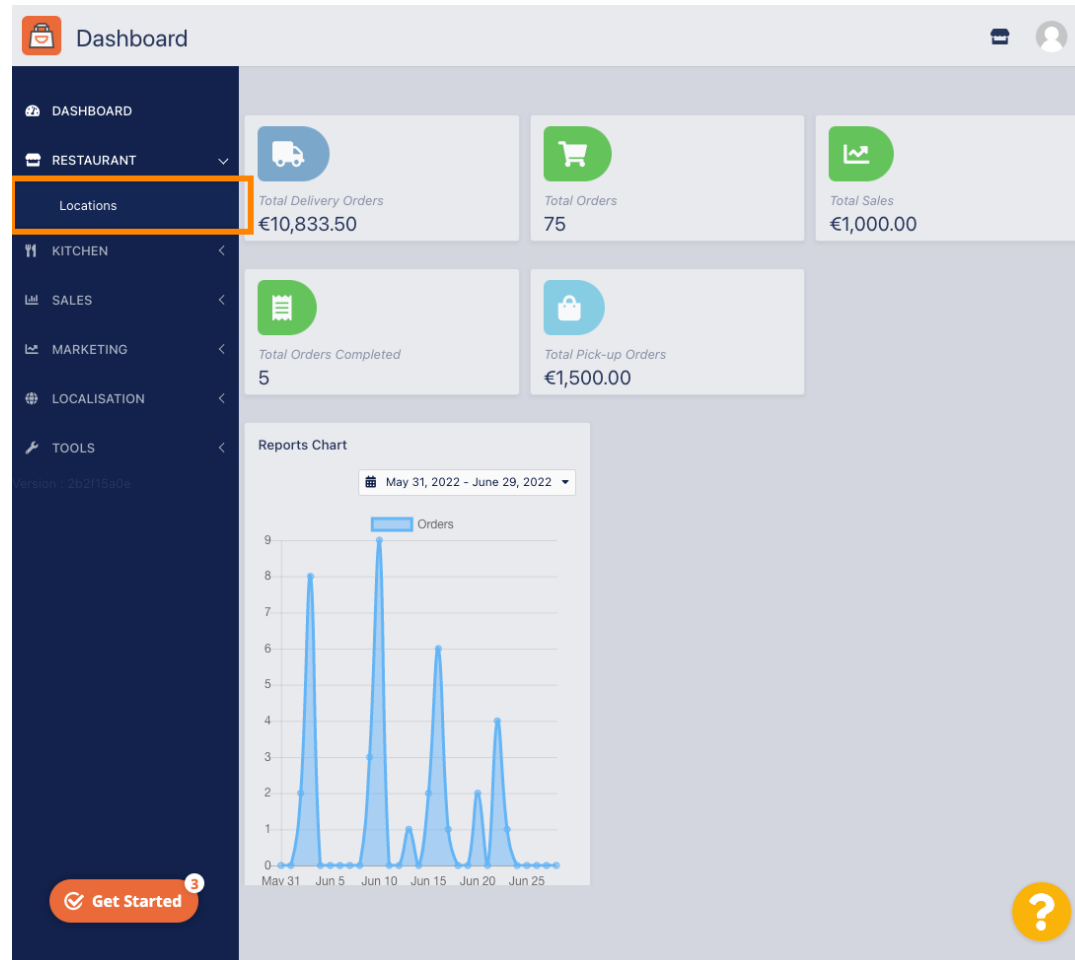 Dashboard
DASHBOARD
RESTAURANT
Locations
KITCHEN
SALES
MARKETING
LOCALISATION
TOOLS
Version : 2b2f15a0e
Get Started
3
Total Delivery Orders
€10,833.50
Total Orders
75
Total Sales
€1,000.00
Total Orders Completed
5
Total Pick-up Orders
€1,500.00
Reports Chart
May 31, 2022 - June 29, 2022
Orders
9
8
7
6
5
4
3
2
1
0
May 31 Jun 5 Jun 10 Jun 15 Jun 20 Jun 25
?